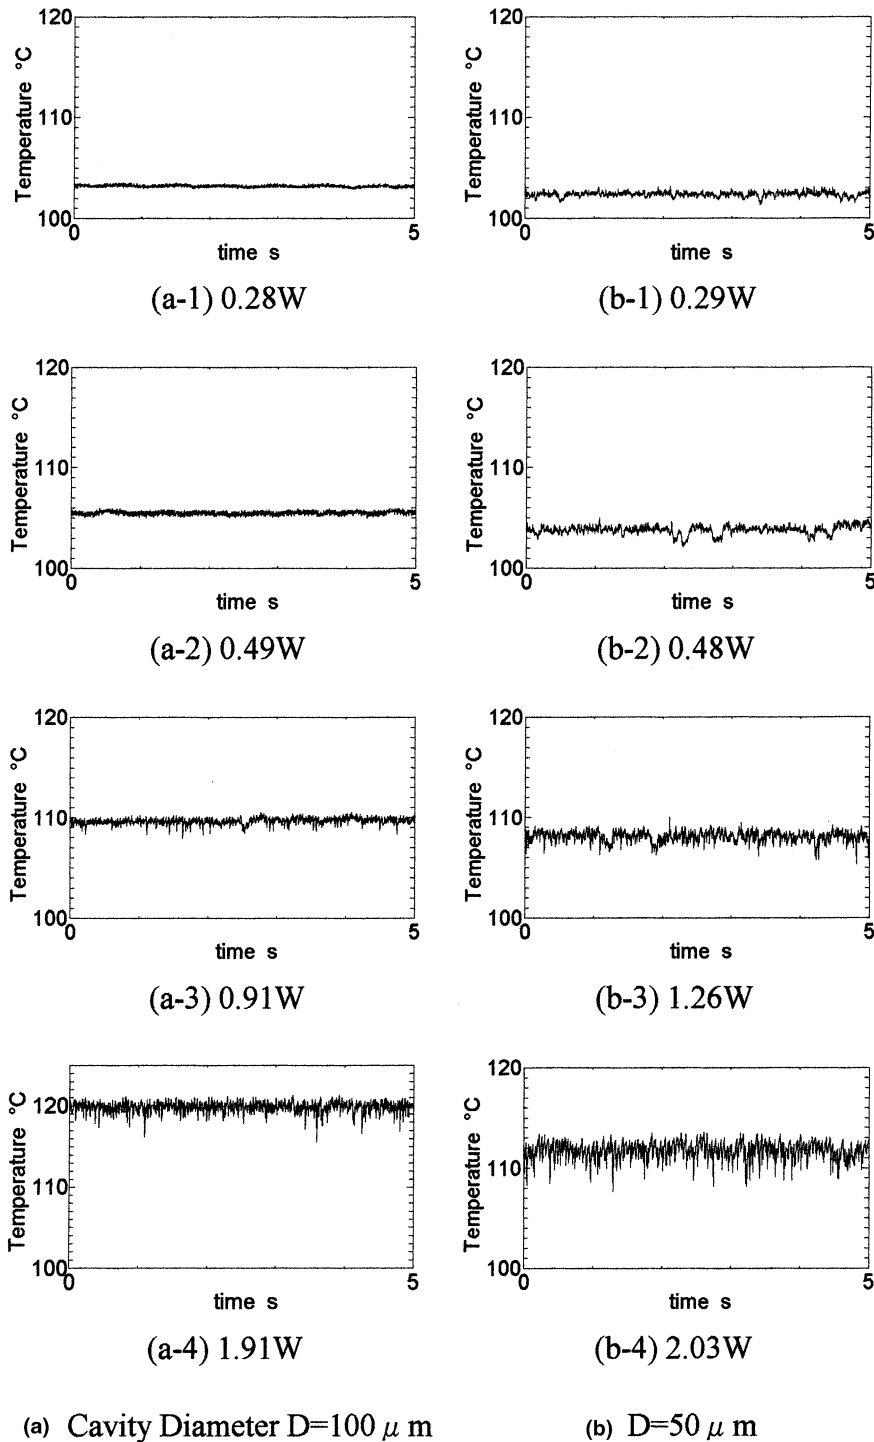 120
110
100
Temperature °C
0
5
time s
(a-1) 0.28W
120
110
100
Temperature °C
0
5
time s
(b-1) 0.29W
120
110
100
Temperature °C
0
5
time s
(a-2) 0.49W
120
110
100
Temperature °C
0
5
time s
(b-2) 0.48W
120
110
100
Temperature °C
0
5
time s
(a-3) 0.91W
120
110
100
Temperature °C
0
5
time s
(b-3) 1.26W
120
110
100
Temperature °C
0
5
time s
(a-4) 1.91W
120
110
100
Temperature °C
0
5
time s
(b-4) 2.03W
(a) Cavity Diameter D=100 μ m
(b) D=50 μ m